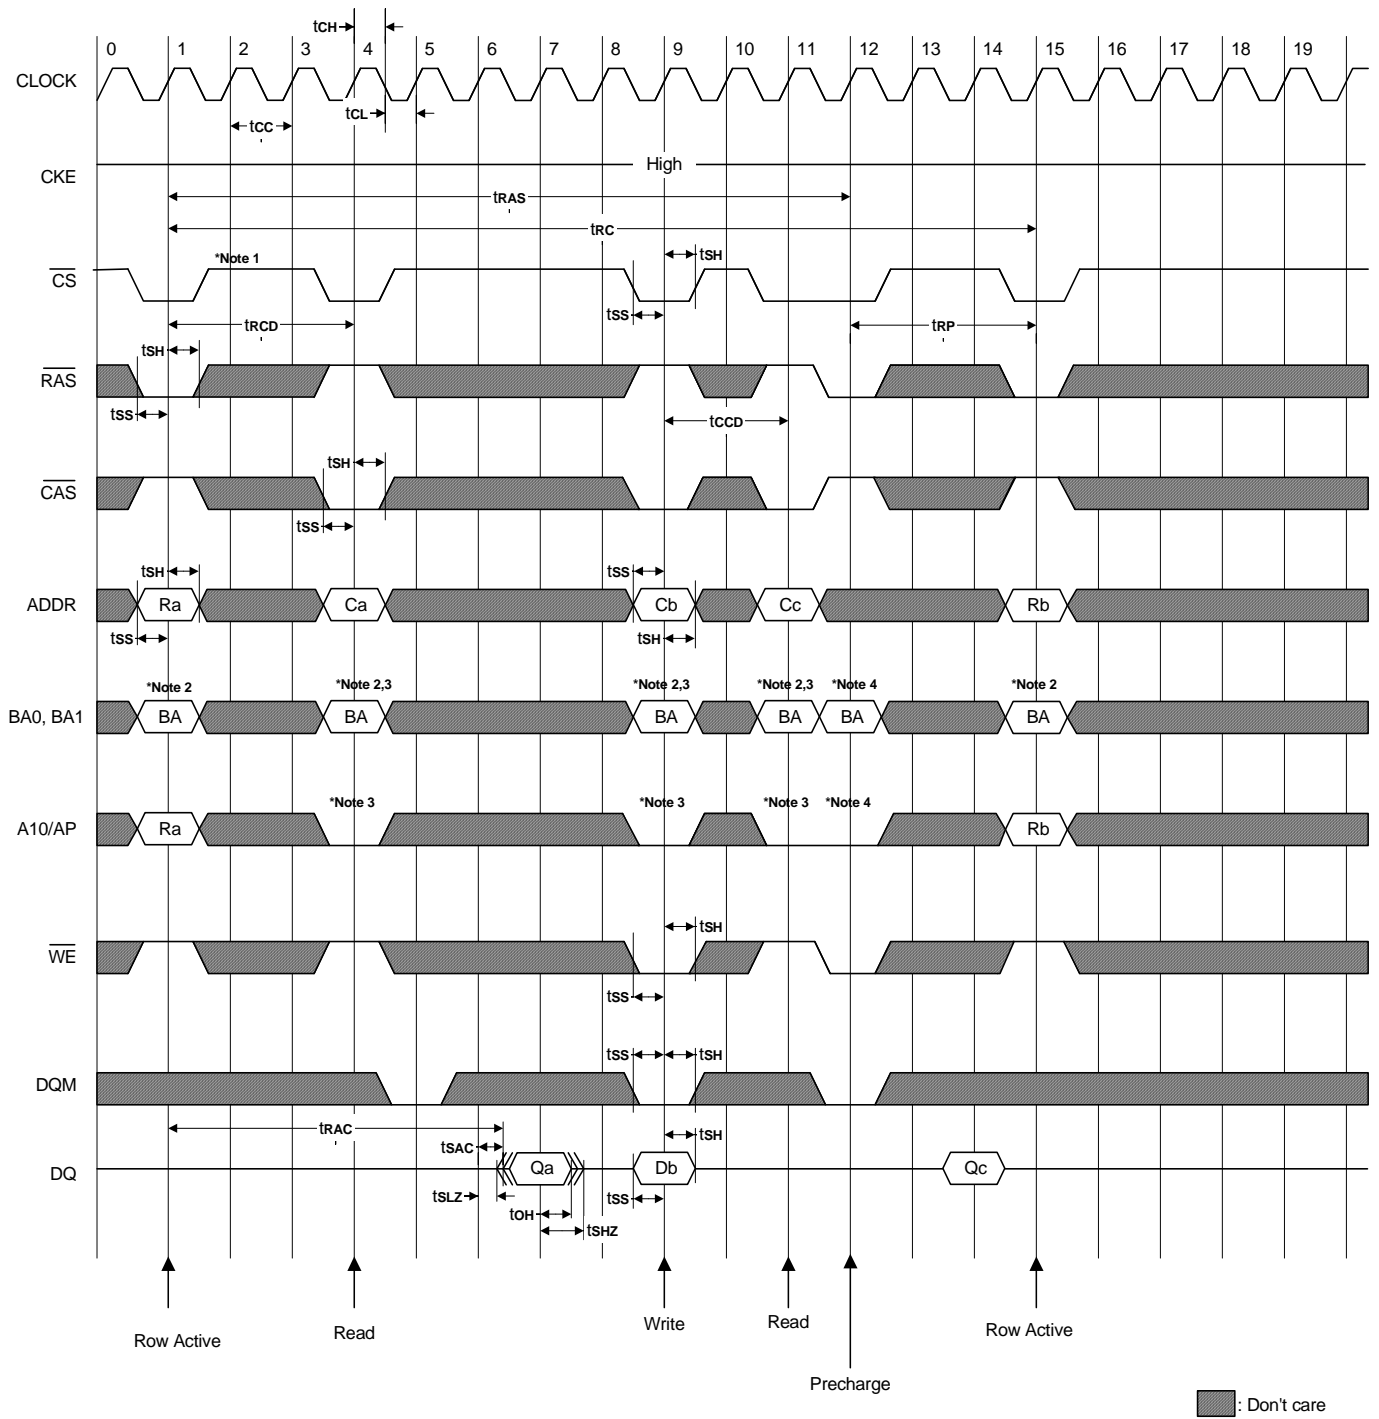 tCH
0 1 2 3 4 5 6 7 8 9 10 11 12 13 14 15 16 17 18 19
CLOCK
tCL
tCC
High
CKE
tRAS
tRC
*Note 1
tSH
CS
tSS
tRCD
tRP
tSH
RAS
tSS
tCCD
tSH
CAS
tSS
tSH
tSS
ADDR
Ra Ca Cb Cc Rb
tSS
tSH
*Note 2 *Note 2,3 *Note 2,3 *Note 2,3 *Note 4 *Note 2
BA0, BA1
BA BA BA BA BA BA
*Note 3 *Note 3 *Note 3 *Note 4
A10/AP
Ra Rb
tSH
WE
tSS
tSS tSH
DQM
tRAC
tSAC
tSH
DQ
Qa Db Qc
tSLZ
tSS
tOH
tSHZ
Row Active
Read
Write
Read
Row Active
Precharge
: Don't care